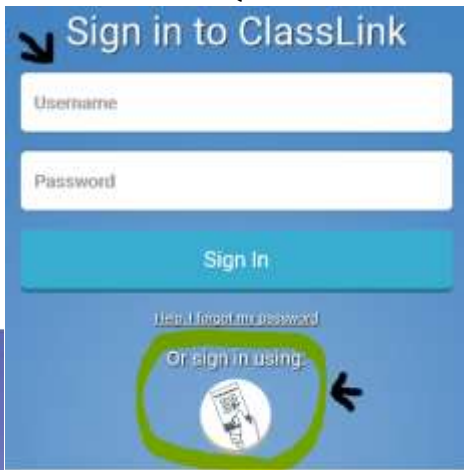 Sign in to ClassLink
Username
Password
Sign In
Help, I forgot my password
Or sign in using: